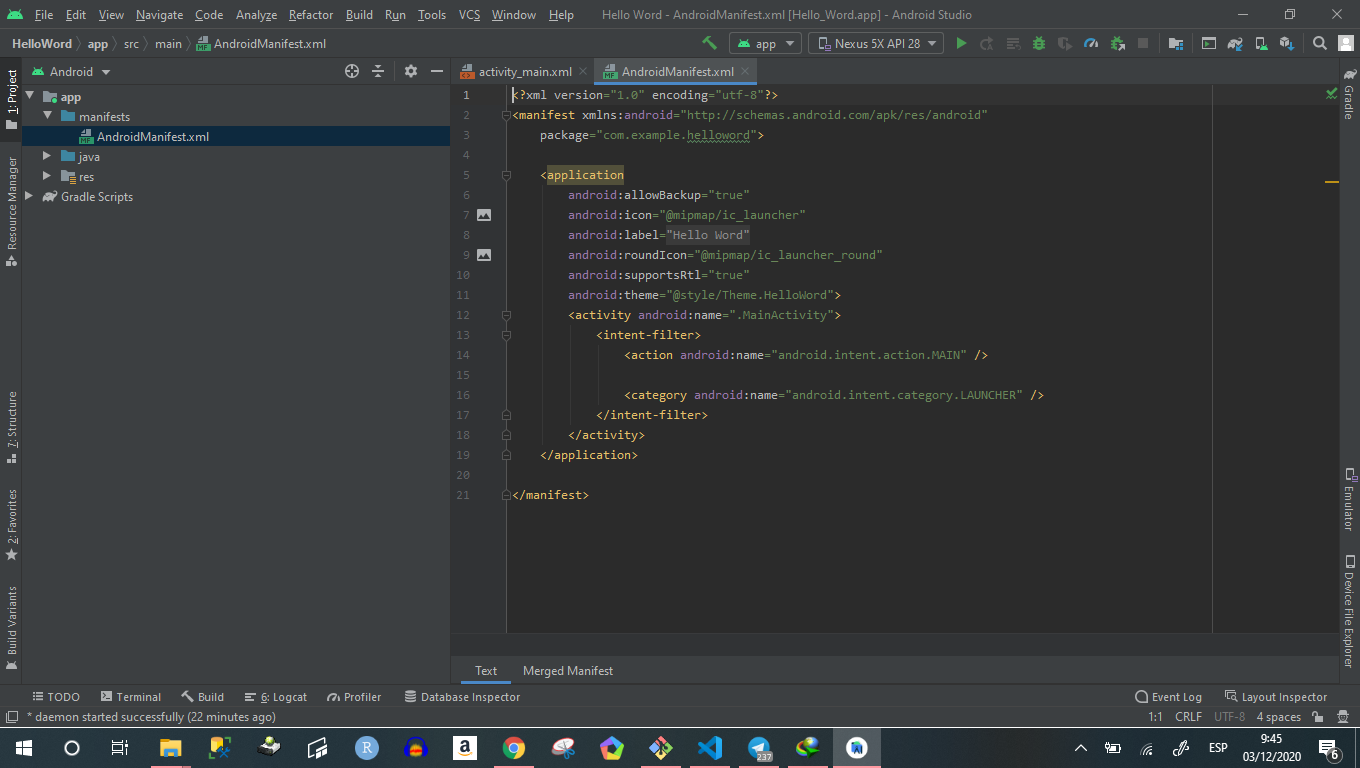 File Edit View Navigate Code Analyze Refactor Build Run Tools VCS Window Help Hello Word - AndroidManifest.xml [Hello_Word.app] - Android Studio
HelloWord app src main AndroidManifest.xml app Nexus 5X API 28
Android
activity_main.xml AndroidManifest.xml
1: Project
Resource Manager
7: Structure
2: Favorites
Build Variants
app
manifests
AndroidManifest.xml
java
res
Gradle Scripts
1 <?xml version="1.0" encoding="utf-8"?>
2 <manifest xmlns:android="http://schemas.android.com/apk/res/android"
3 package="com.example.helloword">
4
5 <application
6 android:allowBackup="true"
7 android:icon="@mipmap/ic_launcher"
8 android:label="Hello Word"
9 android:roundIcon="@mipmap/ic_launcher_round"
10 android:supportsRtl="true"
11 android:theme="@style/Theme.HelloWord">
12 <activity android:name=".MainActivity">
13 <intent-filter>
14 <action android:name="android.intent.action.MAIN" />
15
16 <category android:name="android.intent.category.LAUNCHER" />
17 </intent-filter>
18 </activity>
19 </application>
20
21 </manifest>
Gradle
Emulator
Device File Explorer
Text Merged Manifest
TODO Terminal Build 6: Logcat Profiler Database Inspector Event Log Layout Inspector
* daemon started successfully (22 minutes ago) 1:1 CRLF UTF-8 4 spaces
R a 237 ESP 9:45
03/12/2020 6